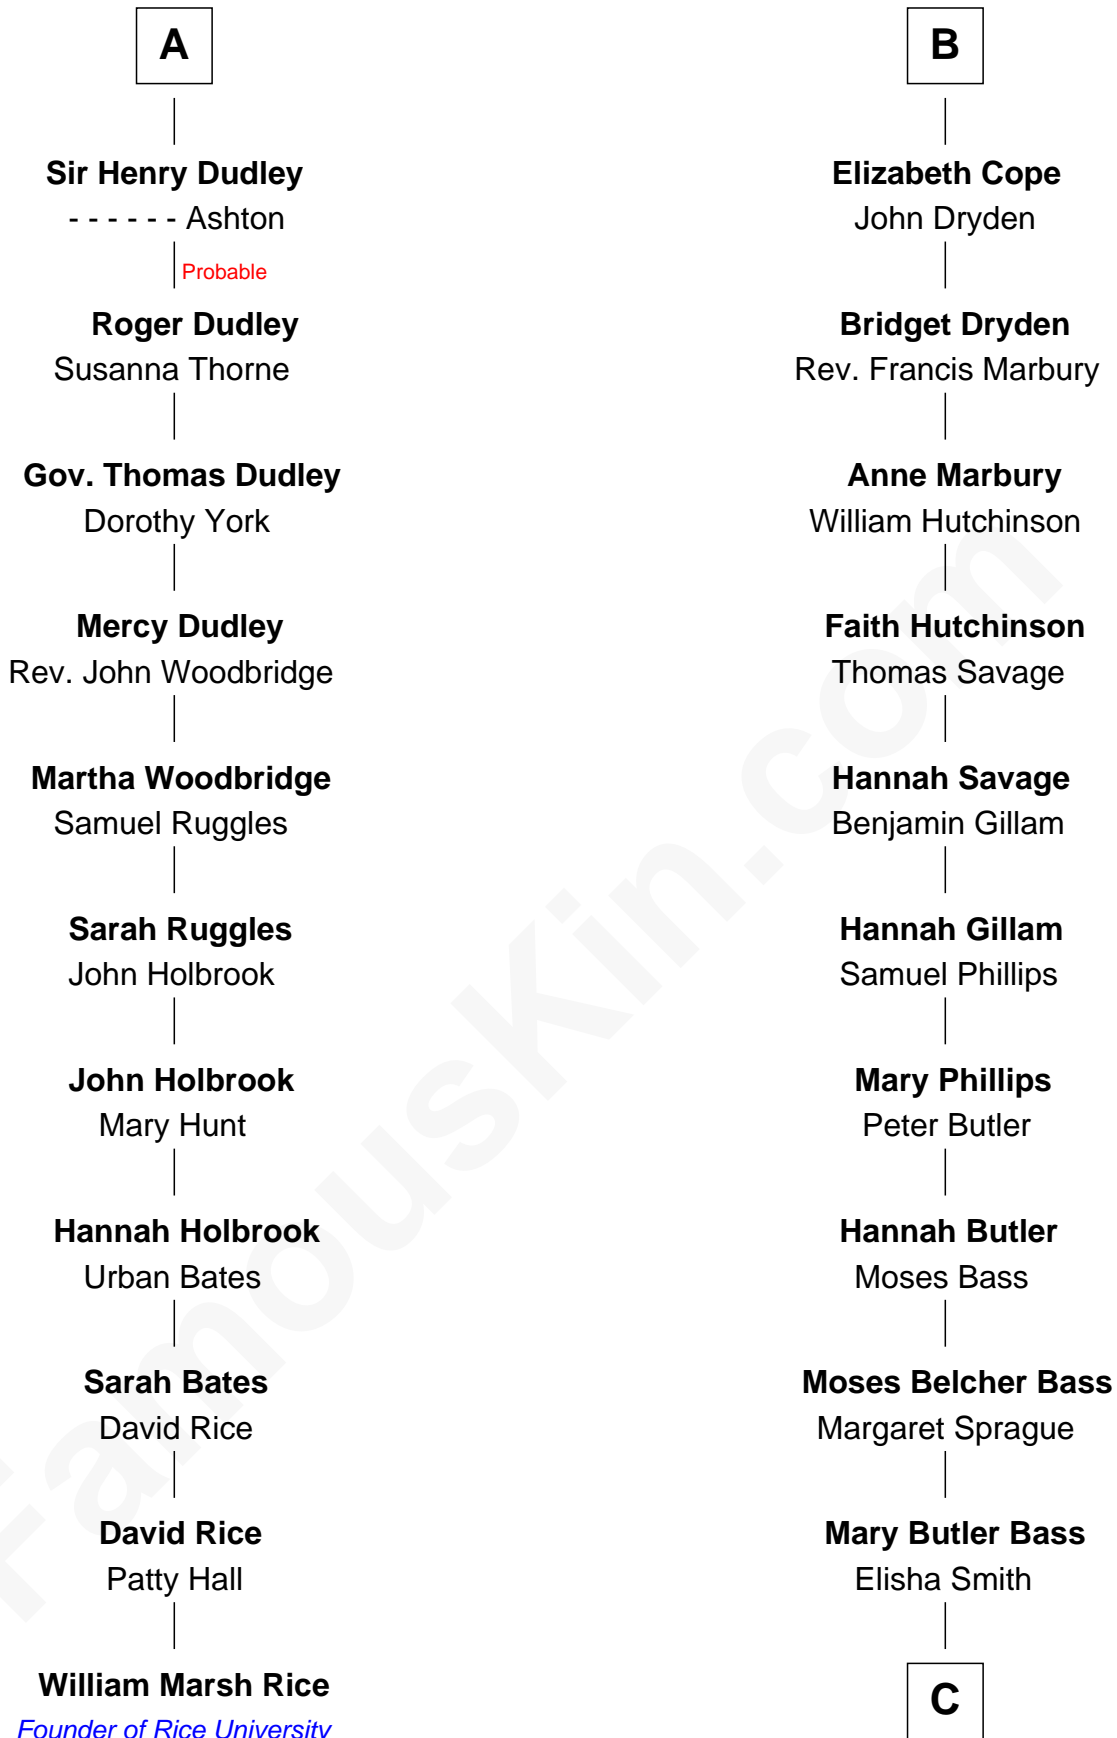 A
Sir Henry Dudley
- - - - - - Ashton
Probable
Roger Dudley
Susanna Thorne
Gov. Thomas Dudley
Dorothy York
Mercy Dudley
Rev. John Woodbridge
Martha Woodbridge
Samuel Ruggles
Sarah Ruggles
John Holbrook
John Holbrook
Mary Hunt
Hannah Holbrook
Urban Bates
Sarah Bates
David Rice
David Rice
Patty Hall
William Marsh Rice
Founder of Rice University
B
Elizabeth Cope
John Dryden
Bridget Dryden
Rev. Francis Marbury
Anne Marbury
William Hutchinson
Faith Hutchinson
Thomas Savage
Hannah Savage
Benjamin Gillam
Hannah Gillam
Samuel Phillips
Mary Phillips
Peter Butler
Hannah Butler
Moses Bass
Moses Belcher Bass
Margaret Sprague
Mary Butler Bass
Elisha Smith
C
FamousKin.com